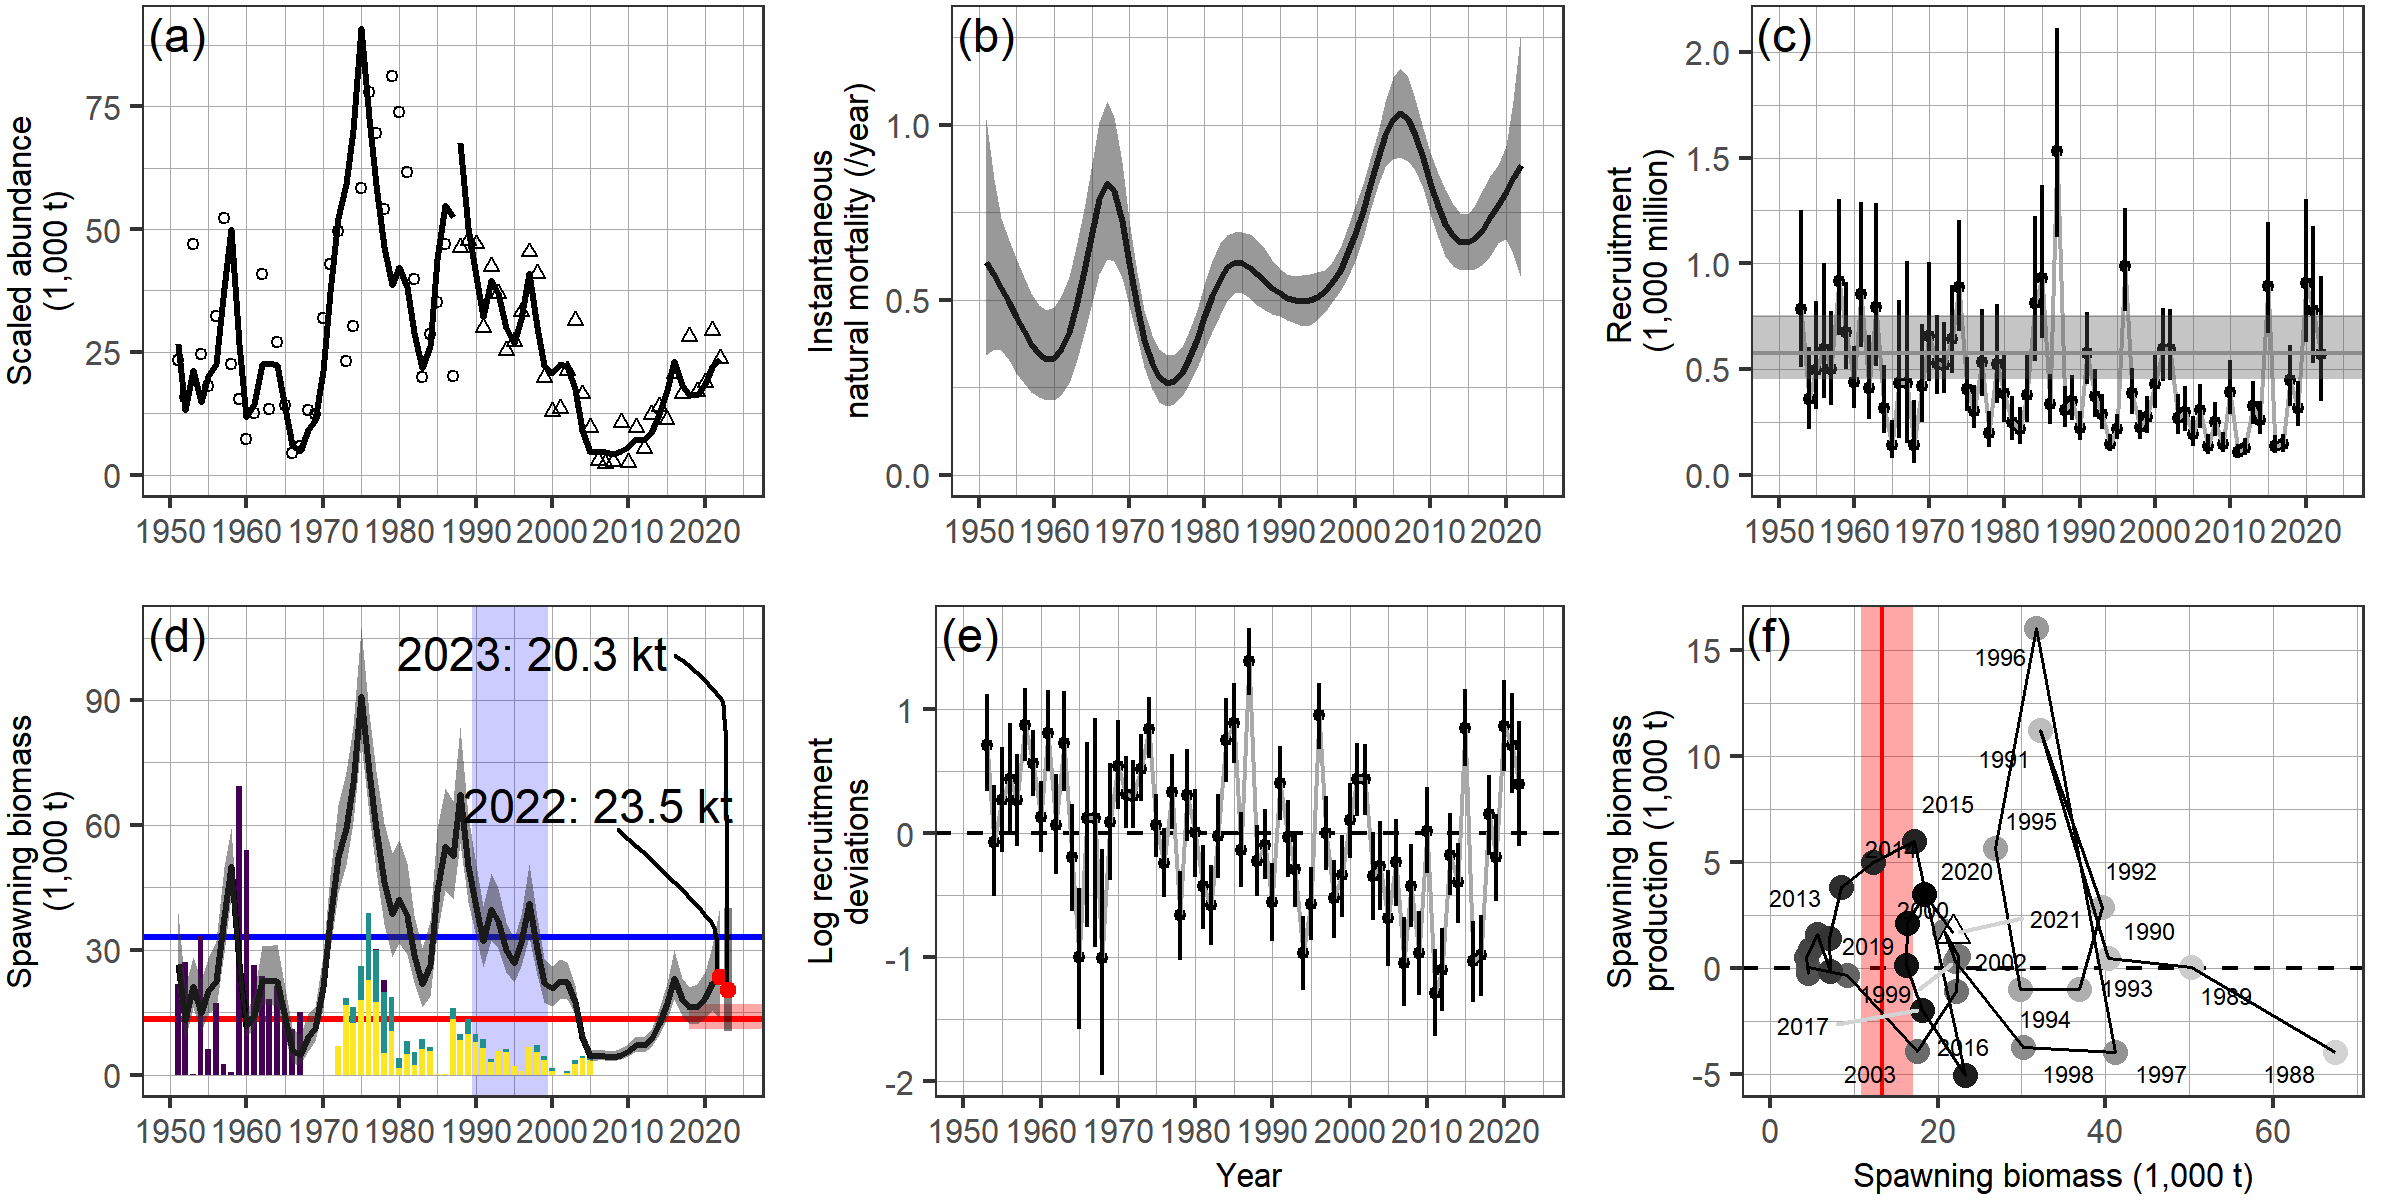 (a)
Scaled abundance
(1,000 t)
75
50
25
0
1950 1960 1970 1980 1990 2000 2010 2020
(b)
Instantaneous
natural mortality (/year)
1.0
0.5
0.0
1950 1960 1970 1980 1990 2000 2010 2020
(c)
Recruitment
(1,000 million)
2.0
1.5
1.0
0.5
0.0
1950 1960 1970 1980 1990 2000 2010 2020
(d)
Spawning biomass
(1,000 t)
90
60
30
0
2023: 20.3 kt
2022: 23.5 kt
1950 1960 1970 1980 1990 2000 2010 2020
(e)
Log recruitment
deviations
1
0
-1
-2
1950 1960 1970 1980 1990 2000 2010 2020
Year
(f)
Spawning biomass
production (1,000 t)
15
10
5
0
-5
1996
1991
2015
1995
2014
1992
2020
2013
2000
2021
1990
2019
2002
1993
1999
1989
2017
1994
2016
2003
1998
1997
1988
0 20 40 60
Spawning biomass (1,000 t)